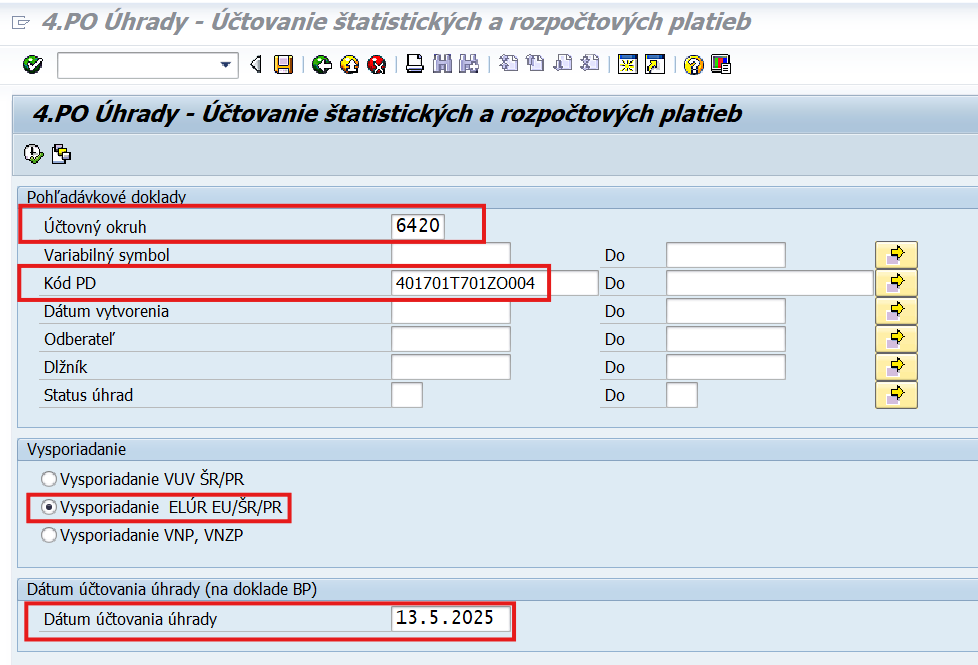 4.PO Úhrady - Účtovanie štatistických a rozpočtových platieb
4.PO Úhrady - Účtovanie štatistických a rozpočtových platieb
Pohľadávkové doklady
Účtovný okruh 6420
Variabilný symbol Do
Kód PD 401701T701ZO004 Do
Dátum vytvorenia Do
Odberateľ Do
Dlžník Do
Status úhrad Do
Vysporiadanie
Vysporiadanie VUV ŠR/PR
Vysporiadanie ELÚR EU/ŠR/PR
Vysporiadanie VNP, VNZP
Dátum účtovania úhrady (na doklade BP)
Dátum účtovania úhrady 13.5.2025